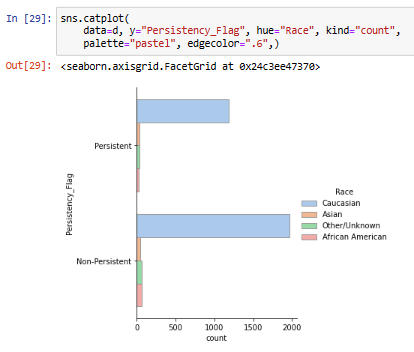 In [29]: sns.catplot(
data=d, y="Persistency_Flag", hue="Race", kind="count",
palette="pastel", edgecolor=".6",)
Out[29]: <seaborn.axisgrid.FacetGrid at 0x24c3ee47370>
Persistent
Persistency_Flag
Non-Persistent
Race
Caucasian
Asian
Other/Unknown
African American
0 500 1000 1500 2000
count